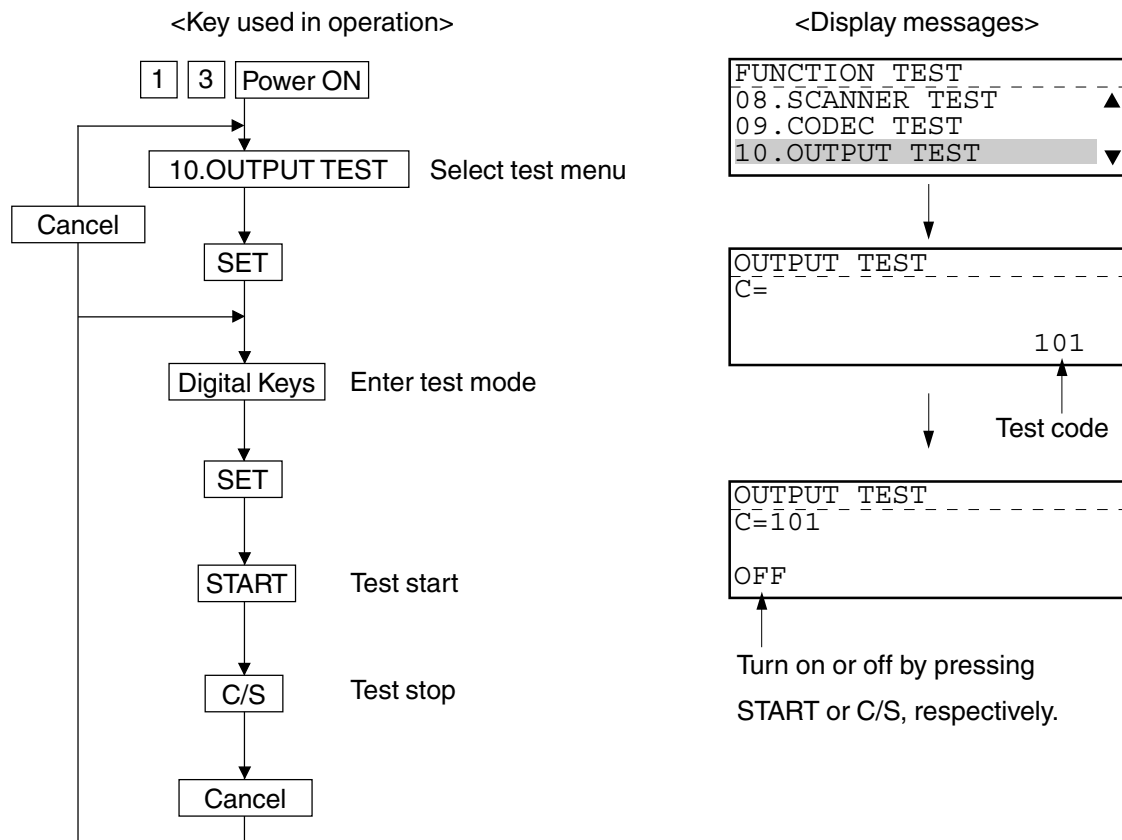 <Key used in operation>
1 3 Power ON
10.OUTPUT TEST Select test menu
Cancel
SET
Digital Keys Enter test mode
SET
START Test start
C/S Test stop
Cancel
<Display messages>
FUNCTION TEST
08.SCANNER TEST ▲
09.CODEC TEST
10.OUTPUT TEST ▼
OUTPUT TEST
C=
101
Test code
OUTPUT TEST
C=101
OFF
Turn on or off by pressing
START or C/S, respectively.